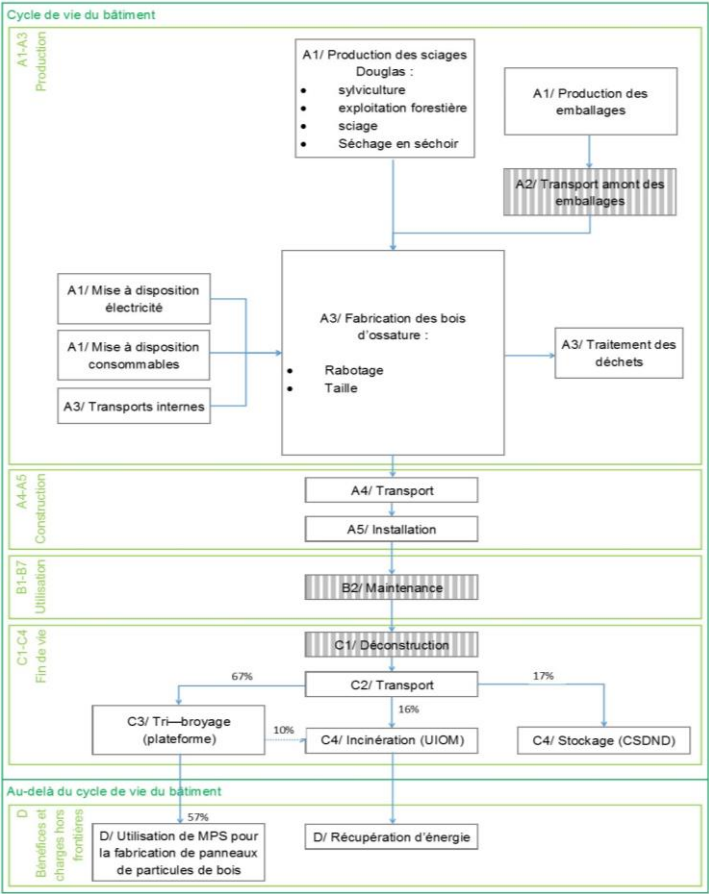 Cycle de vie du bâtiment
A1-A3
Production
A1/ Production des sciages
Douglas :
• sylviculture
• exploitation forestière
• sciage
• Séchage en séchoir
A1/ Production des
emballages
A2/ Transport amont des
emballages
A1/ Mise à disposition
électricité
A1/ Mise à disposition
consommables
A3/ Transports internes
A3/ Fabrication des bois
d'ossature :
• Rabotage
• Taille
A3/ Traitement des
déchets
A4-A5
Construction
A4/ Transport
A5/ Installation
B1-B7
Utilisation
B2/ Maintenance
C1-C4
Fin de vie
C1/ Déconstruction
C2/ Transport
67%
16%
17%
C3/ Tri—broyage
(plateforme)
10%
C4/ Incinération (UIOM)
C4/ Stockage (CSDND)
Au-delà du cycle de vie du bâtiment
D
Bénéfices et
charges hors
frontières
57%
D/ Utilisation de MPS pour
la fabrication de panneaux
de particules de bois
D/ Récupération d'énergie